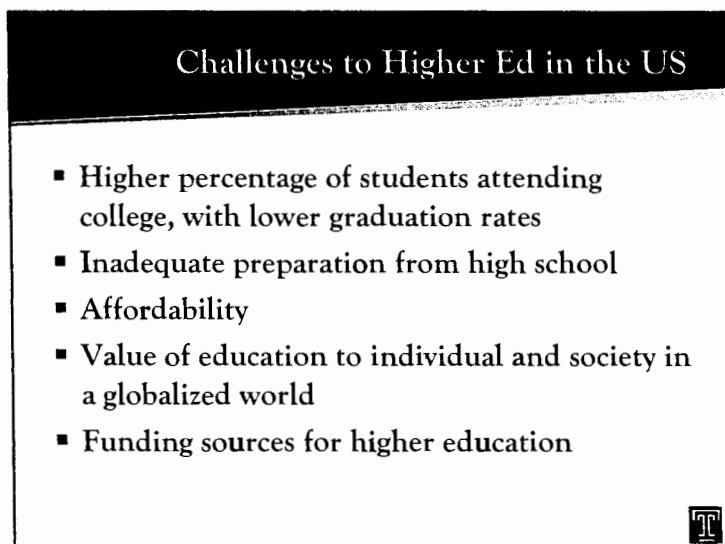 Challenges to Higher Ed in the US
▪ Higher percentage of students attending
college, with lower graduation rates
▪ Inadequate preparation from high school
▪ Affordability
▪ Value of education to individual and society in
a globalized world
▪ Funding sources for higher education
T